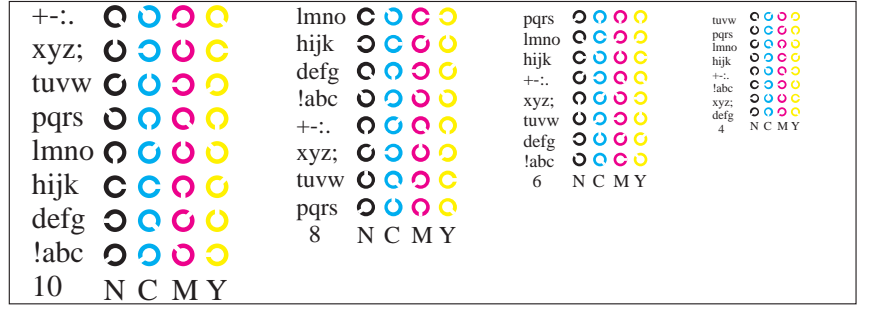 +-:.
xyz;
tuvw
pqrs
lmno
hijk
defg
!abc
10 N C M Y
lmno
hijk
defg
!abc
+-:.
xyz;
tuvw
pqrs
8 N C M Y
pqrs
lmno
hijk
+-:.
xyz;
tuvw
defg
!abc
6 N C M Y
tuvw
pqrs
lmno
hijk
+-:.
!abc
xyz;
defg
4 N C M Y